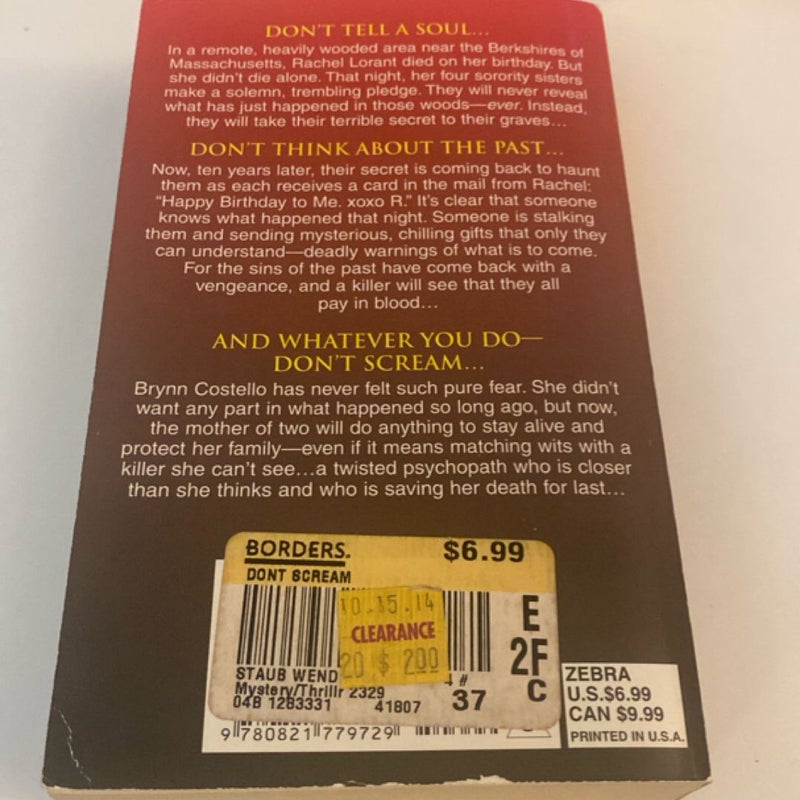 DON'T TELL A SOUL...
In a remote, heavily wooded area near the Berkshires of
Massachusetts, Rachel Lorant died on her birthday. But
she didn't die alone. That night, her four sorority sisters
make a solemn, trembling pledge. They will never reveal
what has just happened in those woods—ever. Instead,
they will take their terrible secret to their graves...
DON'T THINK ABOUT THE PAST...
Now, ten years later, their secret is coming back to haunt
them as each receives a card in the mail from Rachel:
"Happy Birthday to Me. xoxo R." It's clear that someone
knows what happened that night. Someone is stalking
them and sending mysterious, chilling gifts that only they
can understand—deadly warnings of what is to come.
For the sins of the past have come back with a
vengeance, and a killer will see that they all
pay in blood...
AND WHATEVER YOU DO—
DON'T SCREAM...
Brynn Costello has never felt such pure fear. She didn't
want any part in what happened so long ago, but now,
the mother of two will do anything to stay alive and
protect her family—even if it means matching wits with a
killer she can't see...a twisted psychopath who is closer
than she thinks and who is saving her death for last...
BORDERS. $6.99
DONT SCREAM
CLEARANCE
20 $ 2.00
E
2F
C
STAUB WEND 4 #
Mystery/Thrillr 2329
04B 1283331 41807 37
9 780821 779729
ZEBRA
U.S.$6.99
CAN $9.99
PRINTED IN U.S.A.